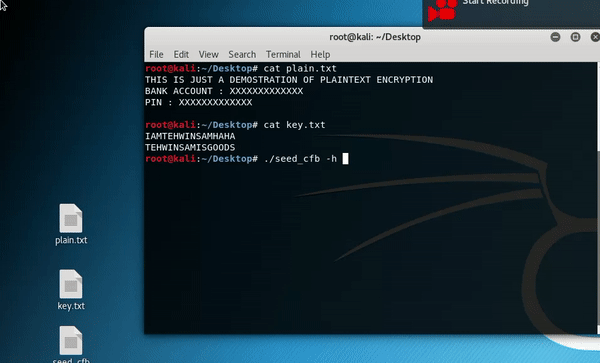 Start Recording
root@kali: ~/Desktop
File Edit View Search Terminal Help
root@kali:~/Desktop# cat plain.txt
THIS IS JUST A DEMOSTRATION OF PLAINTEXT ENCRYPTION
BANK ACCOUNT : XXXXXXXXXXXXX
PIN : XXXXXXXXXXXXX
root@kali:~/Desktop# cat key.txt
IAMTEHWINSAMHAHA
TEHWINSAMISGOODS
root@kali:~/Desktop# ./seed_cfb -h
plain.txt
key.txt
seed_cfb